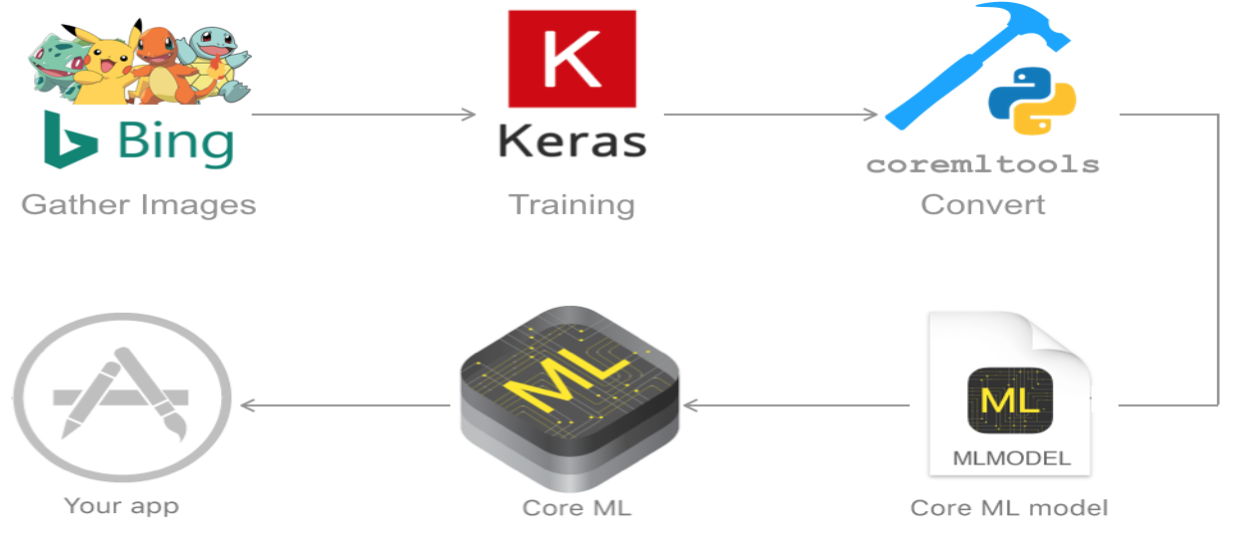 Bing
Gather Images
K
Keras
Training
coremltools
Convert
ML
MLMODEL
Core ML model
ML
Core ML
Your app